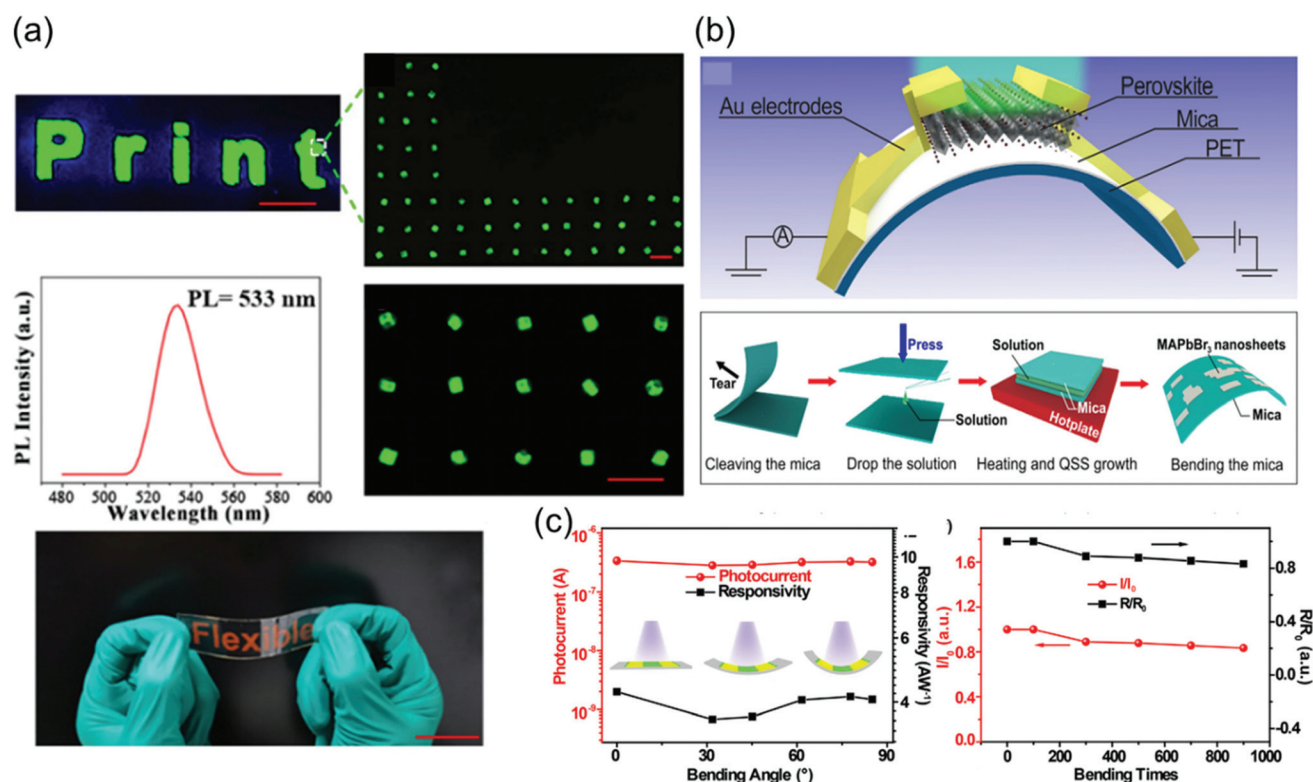 (a)
Print
PL= 533 nm
PL Intensity (a.u.)
480 500 520 540 560 580 600
Wavelength (nm)
Flexible
(b)
Au electrodes
Perovskite
Mica
PET
A
Tear
Press
Solution
Solution
Mica
Hotplate
MAPbBr₃ nanosheets
Mica
Cleaving the mica
Drop the solution
Heating and QSS growth
Bending the mica
(c)
Photocurrent (A)
10⁻⁶
10⁻⁷
10⁻⁸
10⁻⁹
Photocurrent
Responsivity
10
8
6
4
Responsivity (AW⁻¹)
0 15 30 45 60 75 90
Bending Angle (°)
)
I/I₀ (a.u.)
1.6
1.2
0.8
0.4
0.0
I/I₀
R/R₀
0.8
0.4
0.0
-0.4
R/R₀ (a.u.)
0 200 400 600 800 1000
Bending Times